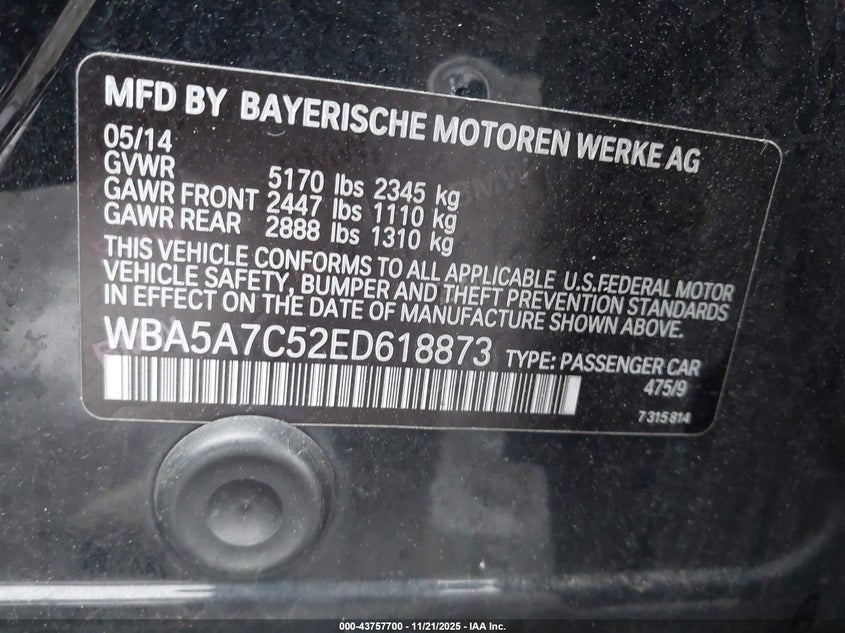 MFD BY BAYERISCHE MOTOREN WERKE AG
05/14
GVWR 5170 lbs 2345 kg
GAWR FRONT 2447 lbs 1110 kg
GAWR REAR 2888 lbs 1310 kg
THIS VEHICLE CONFORMS TO ALL APPLICABLE U.S.FEDERAL MOTOR
VEHICLE SAFETY, BUMPER AND THEFT PREVENTION STANDARDS
IN EFFECT ON THE DATE OF MANUFACTURE SHOWN ABOVE.
WBA5A7C52ED618873 TYPE: PASSENGER CAR
475/9
7 315 814
000-43757700 - 11/21/2025 - IAA Inc.